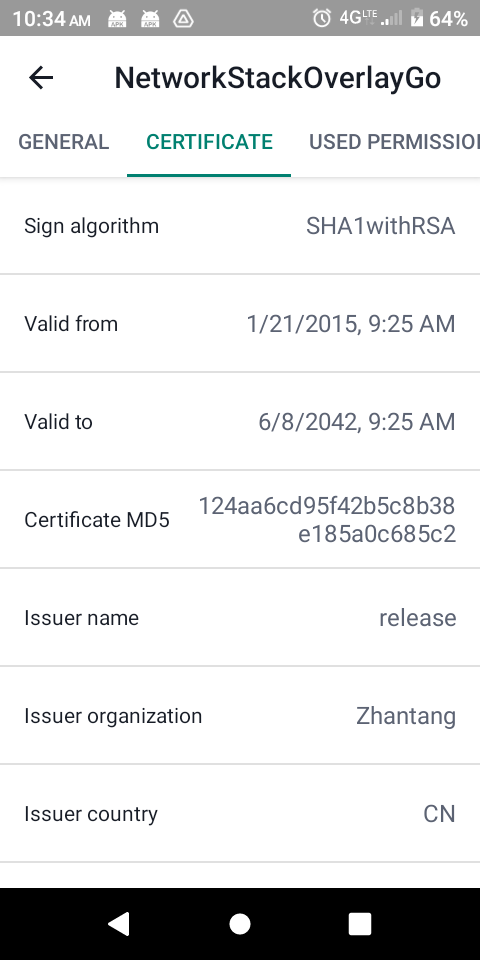 10:34 AM APK APK 4G LTE 64%
NetworkStackOverlayGo
GENERAL CERTIFICATE USED PERMISSIO
Sign algorithm SHA1withRSA
Valid from 1/21/2015, 9:25 AM
Valid to 6/8/2042, 9:25 AM
Certificate MD5 124aa6cd95f42b5c8b38
e185a0c685c2
Issuer name release
Issuer organization Zhantang
Issuer country CN